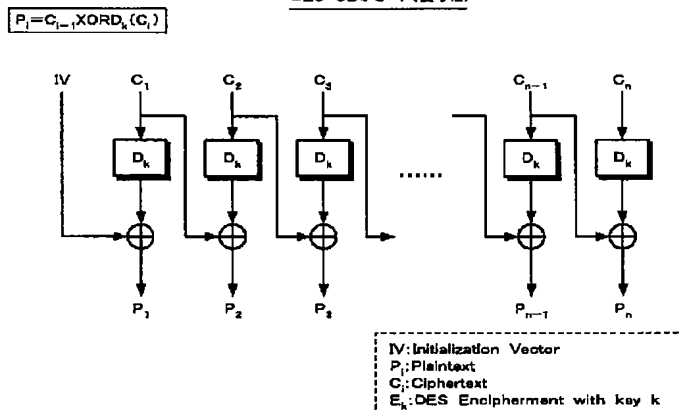 P_i=C_{i-1}XORD_k(C_i)
IV C_1 C_2 C_3 C_{n-1} C_n
D_k D_k D_k D_k D_k
......
P_1 P_2 P_3 P_{n-1} P_n
IV:Initialization Vector
P_i:Plaintext
C_i:Ciphertext
E_k:DES Encipherment with key k